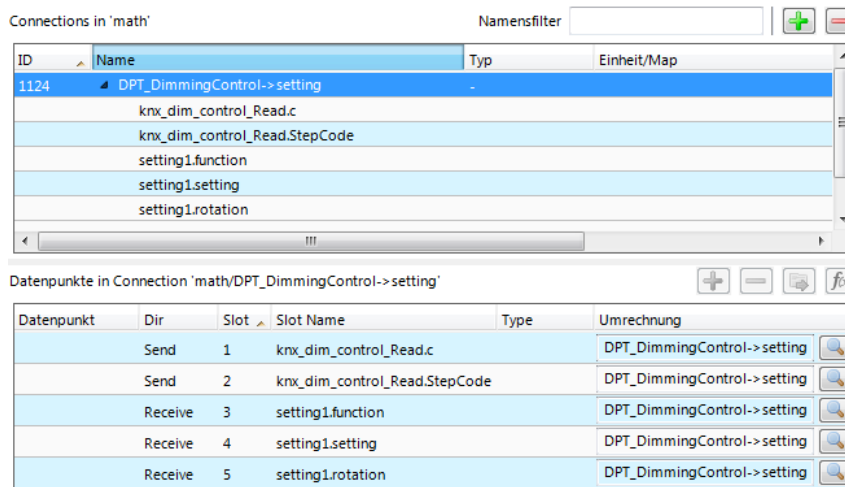 Connections in 'math' Namensfilter
ID Name Typ Einheit/Map
1124 DPT_DimmingControl->setting -
knx_dim_control_Read.c
knx_dim_control_Read.StepCode
setting1.function
setting1.setting
setting1.rotation
Datenpunkte in Connection 'math/DPT_DimmingControl->setting'
Datenpunkt Dir Slot Slot Name Type Umrechnung
Send 1 knx_dim_control_Read.c DPT_DimmingControl->setting
Send 2 knx_dim_control_Read.StepCode DPT_DimmingControl->setting
Receive 3 setting1.function DPT_DimmingControl->setting
Receive 4 setting1.setting DPT_DimmingControl->setting
Receive 5 setting1.rotation DPT_DimmingControl->setting